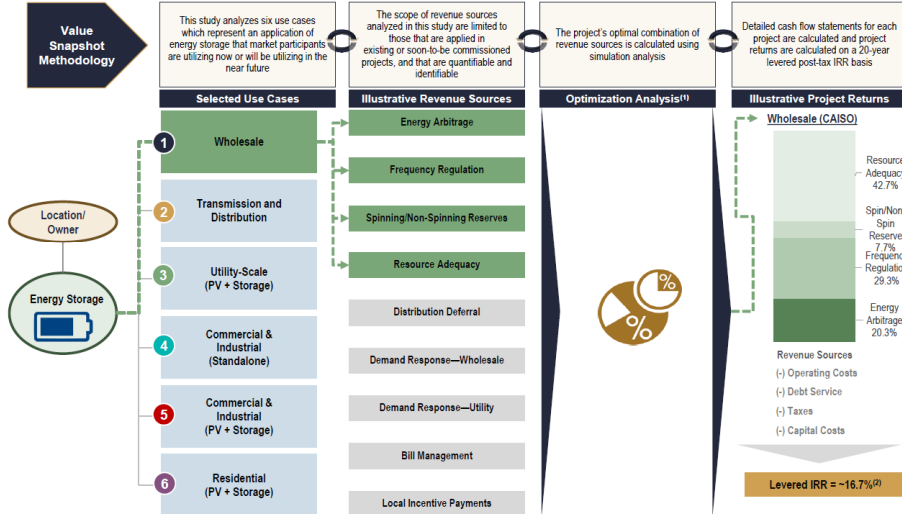 Value
Snapshot
Methodology
This study analyzes six use cases
which represent an application of
energy storage that market participants
are utilizing now or will be utilizing in the
near future
The scope of revenue sources
analyzed in this study are limited to
those that are applied in
existing or soon-to-be commissioned
projects, and that are quantifiable and
identifiable
The project's optimal combination of
revenue sources is calculated using
simulation analysis
Detailed cash flow statements for each
project are calculated and project
returns are calculated on a 20-year
levered post-tax IRR basis
Selected Use Cases
Illustrative Revenue Sources
Optimization Analysis(1)
Illustrative Project Returns
Location/
Owner
Energy Storage
1
Wholesale
2
Transmission and
Distribution
3
Utility-Scale
(PV + Storage)
4
Commercial &
Industrial
(Standalone)
5
Commercial &
Industrial
(PV + Storage)
6
Residential
(PV + Storage)
Energy Arbitrage
Frequency Regulation
Spinning/Non-Spinning Reserves
Resource Adequacy
Distribution Deferral
Demand Response—Wholesale
Demand Response—Utility
Bill Management
Local Incentive Payments
%
%
Wholesale (CAISO)
Resource
Adequacy
42.7%
Spin/Non-
Spin
Reserve
7.7%
Frequency
Regulation
29.3%
Energy
Arbitrage
20.3%
Revenue Sources
(-) Operating Costs
(-) Debt Service
(-) Taxes
(-) Capital Costs
Levered IRR = ~16.7%(2)